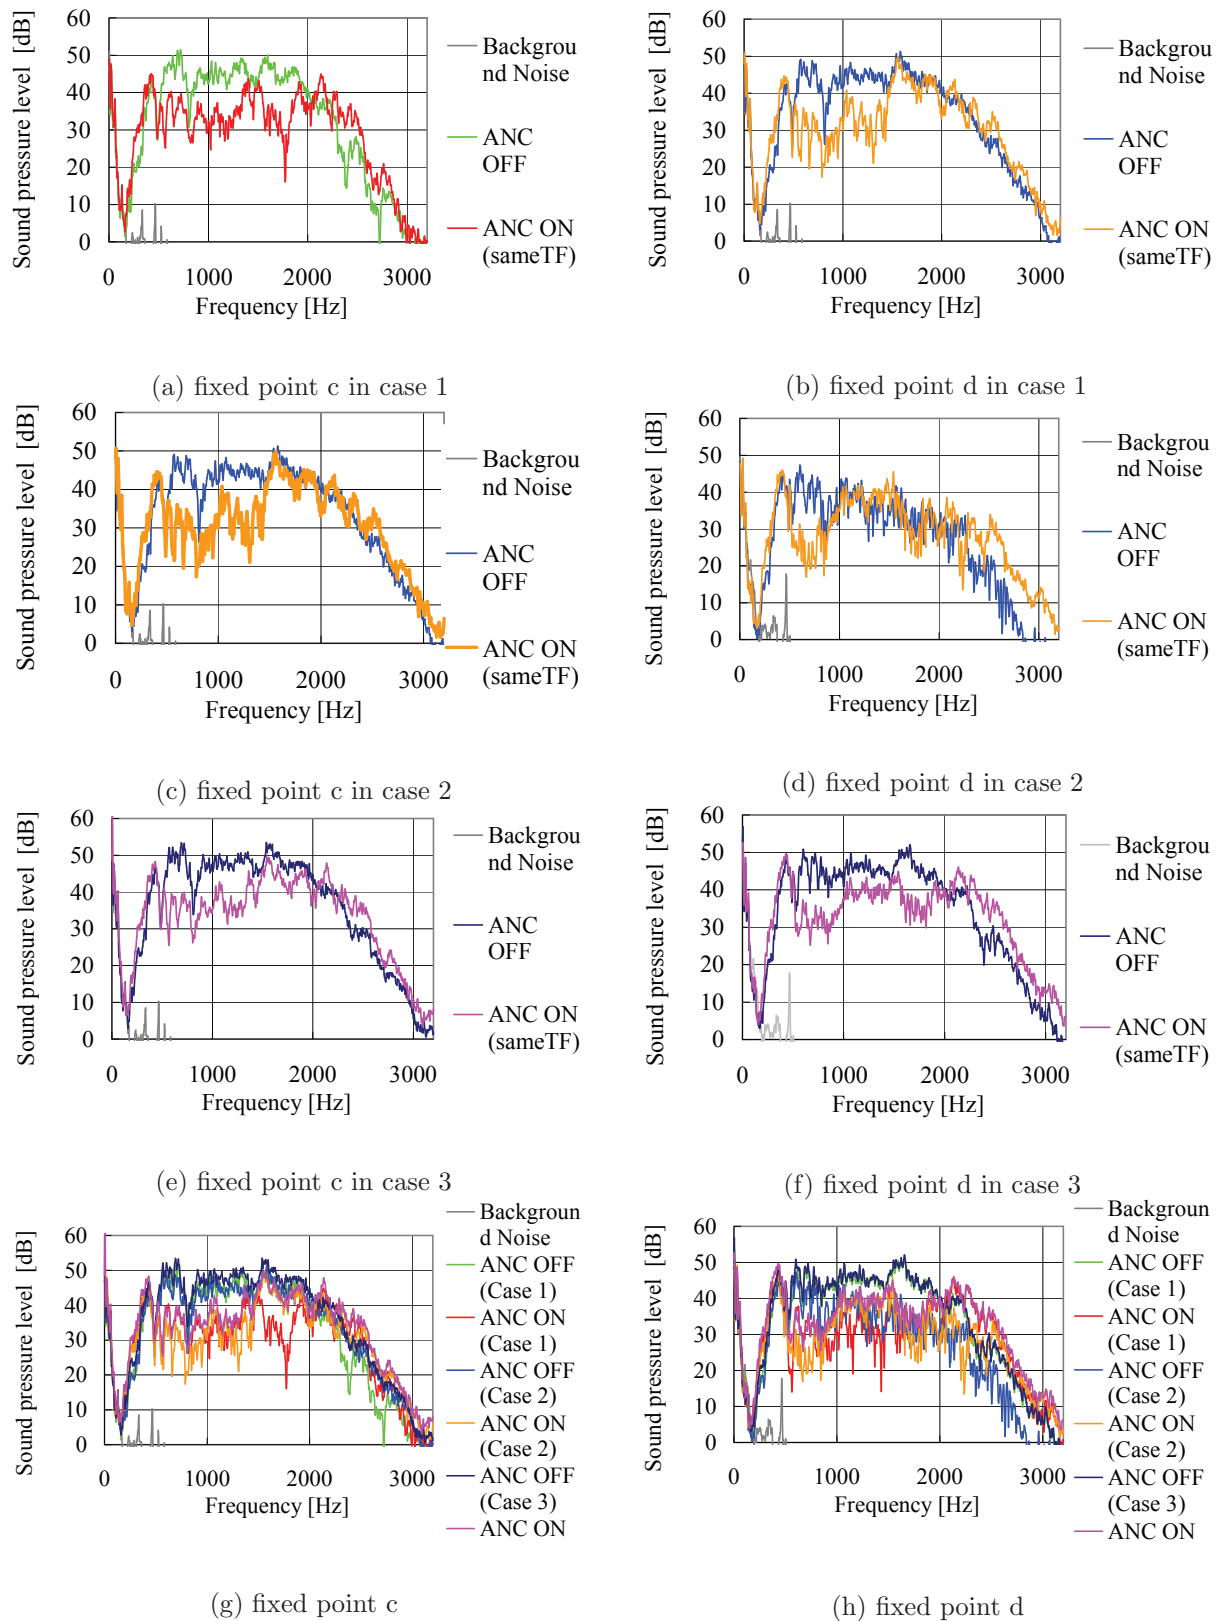 Sound pressure level [dB]
60
50
40
30
20
10
0
0
1000
2000
3000
Frequency [Hz]
Backgrou
nd Noise
ANC
OFF
ANC ON
(sameTF)
(a) fixed point c in case 1
Sound pressure level [dB]
60
50
40
30
20
10
0
0
1000
2000
3000
Frequency [Hz]
Backgrou
nd Noise
ANC
OFF
ANC ON
(sameTF)
(b) fixed point d in case 1
Sound pressure level [dB]
60
50
40
30
20
10
0
0
1000
2000
3000
Frequency [Hz]
Backgrou
nd Noise
ANC
OFF
ANC ON
(sameTF)
(c) fixed point c in case 2
Sound pressure level [dB]
60
50
40
30
20
10
0
0
1000
2000
3000
Frequency [Hz]
Backgrou
nd Noise
ANC
OFF
ANC ON
(sameTF)
(d) fixed point d in case 2
Sound pressure level [dB]
60
50
40
30
20
10
0
0
1000
2000
3000
Frequency [Hz]
Backgrou
nd Noise
ANC
OFF
ANC ON
(sameTF)
(e) fixed point c in case 3
Sound pressure level [dB]
60
50
40
30
20
10
0
0
1000
2000
3000
Frequency [Hz]
Backgrou
nd Noise
ANC
OFF
ANC ON
(sameTF)
(f) fixed point d in case 3
Sound pressure level [dB]
60
50
40
30
20
10
0
0
1000
2000
3000
Frequency [Hz]
Backgroun
d Noise
ANC OFF
(Case 1)
ANC ON
(Case 1)
ANC OFF
(Case 2)
ANC ON
(Case 2)
ANC OFF
(Case 3)
ANC ON
(g) fixed point c
Sound pressure level [dB]
60
50
40
30
20
10
0
0
1000
2000
3000
Frequency [Hz]
Backgroun
d Noise
ANC OFF
(Case 1)
ANC ON
(Case 1)
ANC OFF
(Case 2)
ANC ON
(Case 2)
ANC OFF
(Case 3)
ANC ON
(h) fixed point d